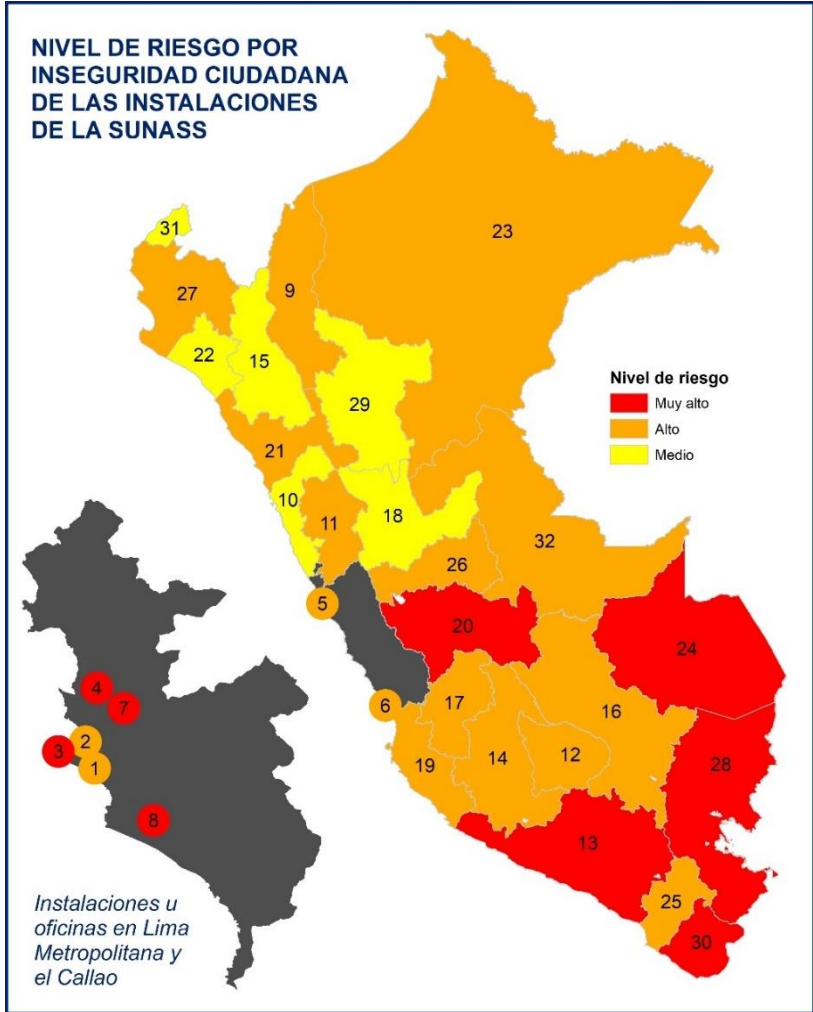 NIVEL DE RIESGO POR
INSEGURIDAD CIUDADANA
DE LAS INSTALACIONES
DE LA SUNASS
31
23
27
9
22
15
29
Nivel de riesgo
Muy alto
Alto
Medio
21
10
11
18
32
26
5
20
24
4
7
6
17
16
3
2
1
19
14
12
28
8
13
25
30
Instalaciones u
oficinas en Lima
Metropolitana y
el Callao